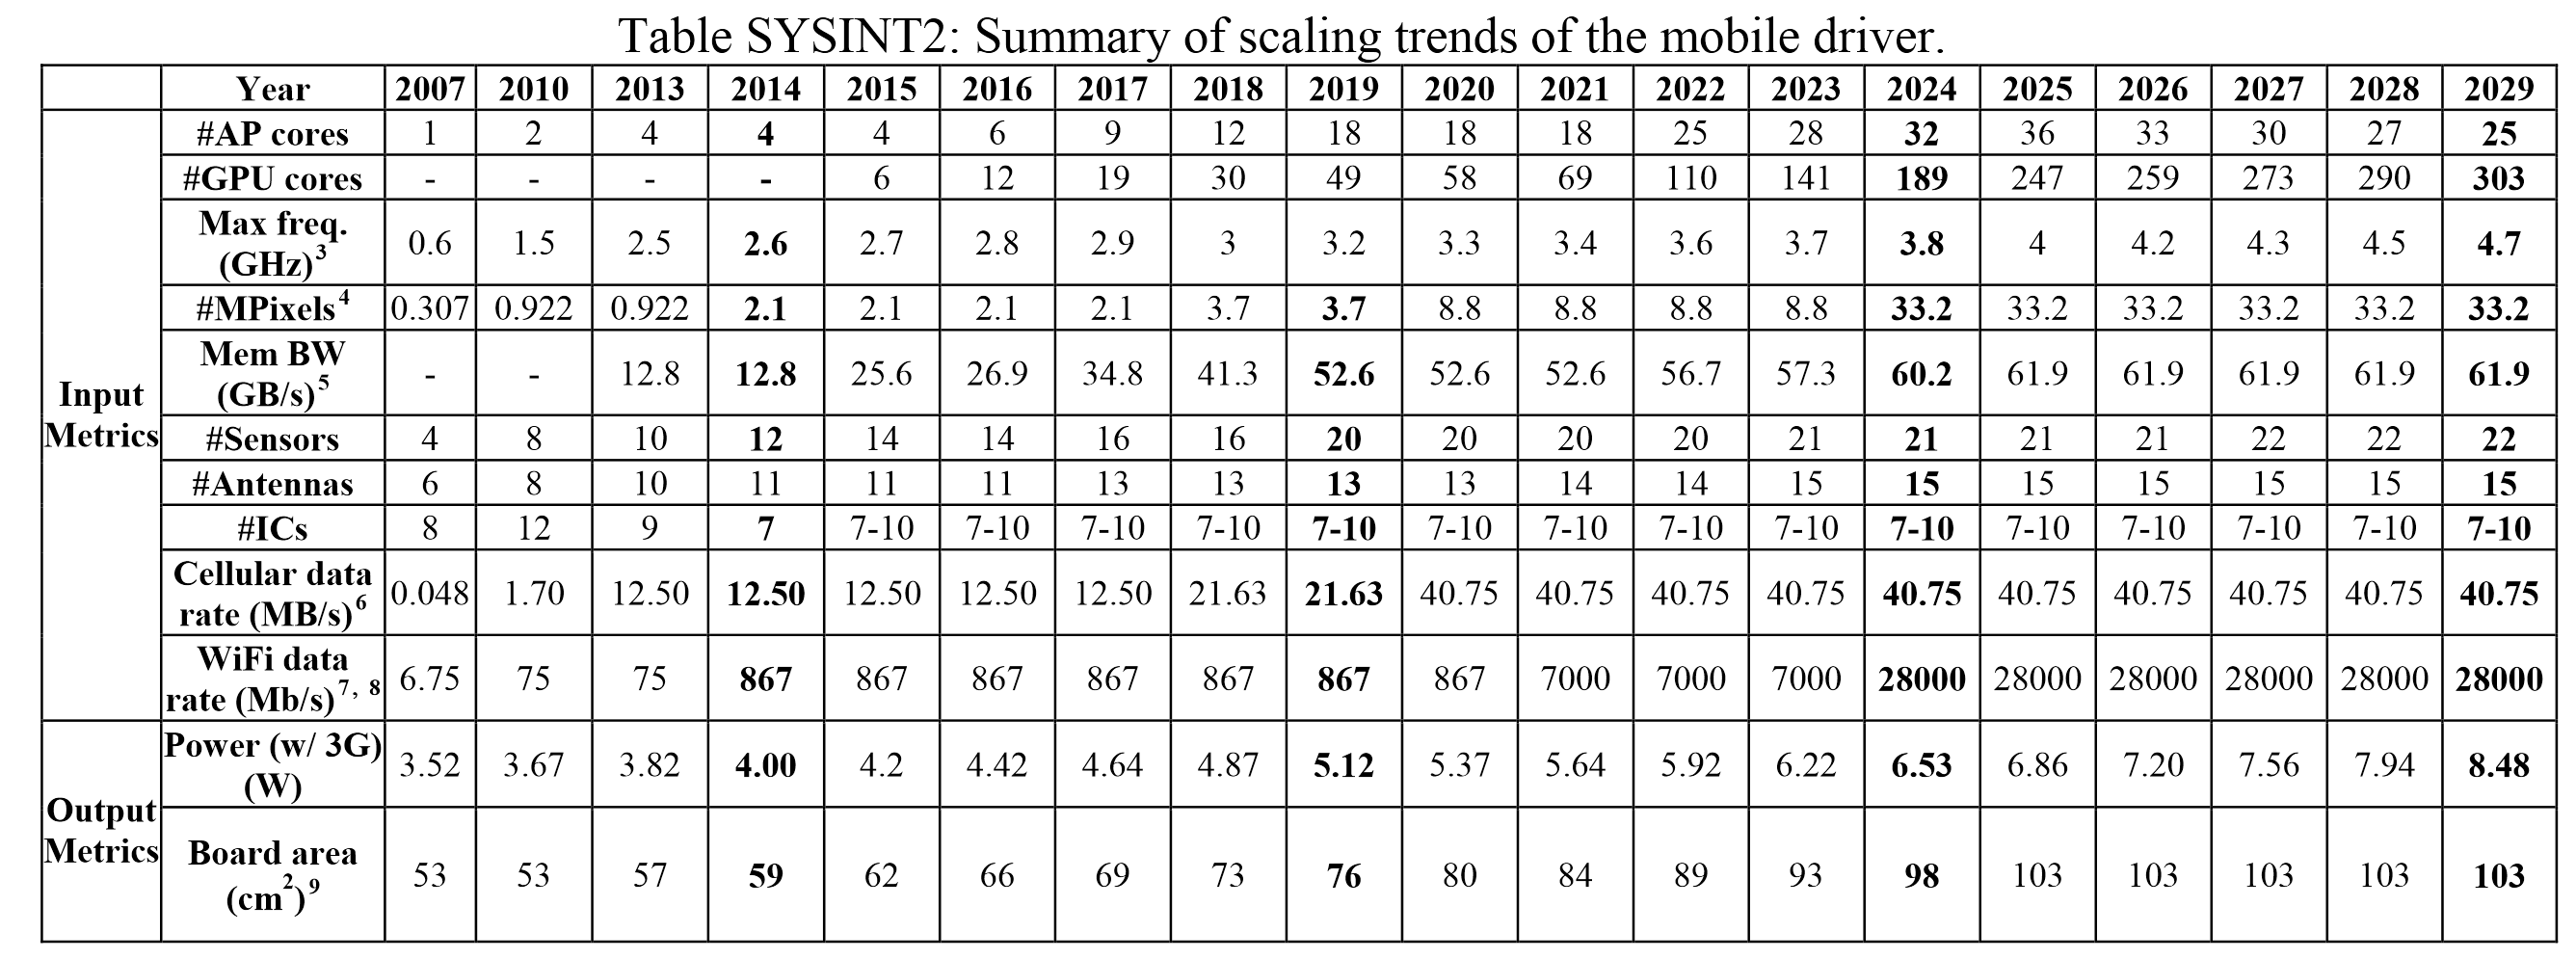 Table SYSINT2: Summary of scaling trends of the mobile driver.
Year 2007 2010 2013 2014 2015 2016 2017 2018 2019 2020 2021 2022 2023 2024 2025 2026 2027 2028 2029
Input
Metrics
#AP cores 1 2 4 4 4 6 9 12 18 18 18 25 28 32 36 33 30 27 25
#GPU cores - - - - 6 12 19 30 49 58 69 110 141 189 247 259 273 290 303
Max freq.
(GHz)3 0.6 1.5 2.5 2.6 2.7 2.8 2.9 3 3.2 3.3 3.4 3.6 3.7 3.8 4 4.2 4.3 4.5 4.7
#MPixels4 0.307 0.922 0.922 2.1 2.1 2.1 2.1 3.7 3.7 8.8 8.8 8.8 8.8 33.2 33.2 33.2 33.2 33.2 33.2
Mem BW
(GB/s)5 - - 12.8 12.8 25.6 26.9 34.8 41.3 52.6 52.6 52.6 56.7 57.3 60.2 61.9 61.9 61.9 61.9 61.9
#Sensors 4 8 10 12 14 14 16 16 20 20 20 20 21 21 21 21 22 22 22
#Antennas 6 8 10 11 11 11 13 13 13 13 14 14 15 15 15 15 15 15 15
#ICs 8 12 9 7 7-10 7-10 7-10 7-10 7-10 7-10 7-10 7-10 7-10 7-10 7-10 7-10 7-10 7-10 7-10
Cellular data
rate (MB/s)6 0.048 1.70 12.50 12.50 12.50 12.50 12.50 21.63 21.63 40.75 40.75 40.75 40.75 40.75 40.75 40.75 40.75 40.75 40.75
WiFi data
rate (Mb/s)7, 8 6.75 75 75 867 867 867 867 867 867 867 7000 7000 7000 28000 28000 28000 28000 28000 28000
Output
Metrics
Power (w/ 3G)
(W) 3.52 3.67 3.82 4.00 4.2 4.42 4.64 4.87 5.12 5.37 5.64 5.92 6.22 6.53 6.86 7.20 7.56 7.94 8.48
Board area
(cm2)9 53 53 57 59 62 66 69 73 76 80 84 89 93 98 103 103 103 103 103